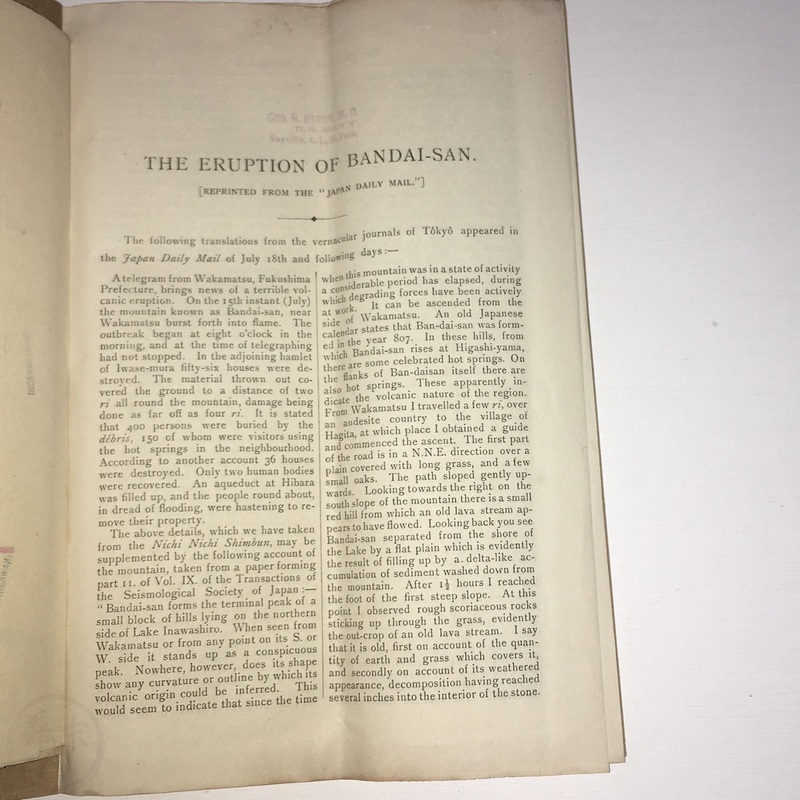 THE ERUPTION OF BANDAI-SAN.
[REPRINTED FROM THE "JAPAN DAILY MAIL."]
The following translations from the vernacular journals of Tôkyô appeared in
the Japan Daily Mail of July 18th and following days:—
A telegram from Wakamatsu, Fukushima
Prefecture, brings news of a terrible vol-
canic eruption. On the 15th instant (July)
the mountain known as Bandai-san, near
Wakamatsu burst forth into flame. The
outbreak began at eight o'clock in the
morning, and at the time of telegraphing
had not stopped. In the adjoining hamlet
of Iwase-mura fifty-six houses were de-
stroyed. The material thrown out co-
vered the ground to a distance of two
ri all round the mountain, damage being
done as far off as four ri. It is stated
that 400 persons were buried by the
débris, 150 of whom were visitors using
the hot springs in the neighbourhood.
According to another account 36 houses
were destroyed. Only two human bodies
were recovered. An aqueduct at Hibara
was filled up, and the people round about,
in dread of flooding, were hastening to re-
move their property.
The above details, which we have taken
from the Nichi Nichi Shimbun, may be
supplemented by the following account of
the mountain, taken from a paper forming
part 11. of Vol. IX. of the Transactions of
the Seismological Society of Japan:—
"Bandai-san forms the terminal peak of a
small block of hills lying on the northern
side of Lake Inawashiro. When seen from
Wakamatsu or from any point on its S. or
W. side it stands up as a conspicuous
peak. Nowhere, however, does its shape
show any curvature or outline by which its
volcanic origin could be inferred. This
would seem to indicate that since the time
when this mountain was in a state of activity
a considerable period has elapsed, during
which degrading forces have been actively
at work. It can be ascended from the
side of Wakamatsu. An old Japanese
calendar states that Ban-dai-san was form-
ed in the year 807. In these hills, from
which Bandai-san rises at Higashi-yama,
there are some celebrated hot springs. On
the flanks of Ban-daisan itself there are
also hot springs. These apparently in-
dicate the volcanic nature of the region.
From Wakamatsu I travelled a few ri, over
an andesite country to the village of
Hagita, at which place I obtained a guide
and commenced the ascent. The first part
of the road is in a N.N.E. direction over a
plain covered with long grass, and a few
small oaks. The path sloped gently up-
wards. Looking towards the right on the
south slope of the mountain there is a small
red hill from which an old lava stream ap-
pears to have flowed. Looking back you see
Bandai-san separated from the shore of
the Lake by a flat plain which is evidently
the result of filling up by a delta-like ac-
cumulation of sediment washed down from
the mountain. After 1½ hours I reached
the foot of the first steep slope. At this
point I observed rough scoriaceous rocks
sticking up through the grass, evidently
the out-crop of an old lava stream. I say
that it is old, first on account of the quan-
tity of earth and grass which covers it,
and secondly on account of its weathered
appearance, decomposition having reached
several inches into the interior of the stone.